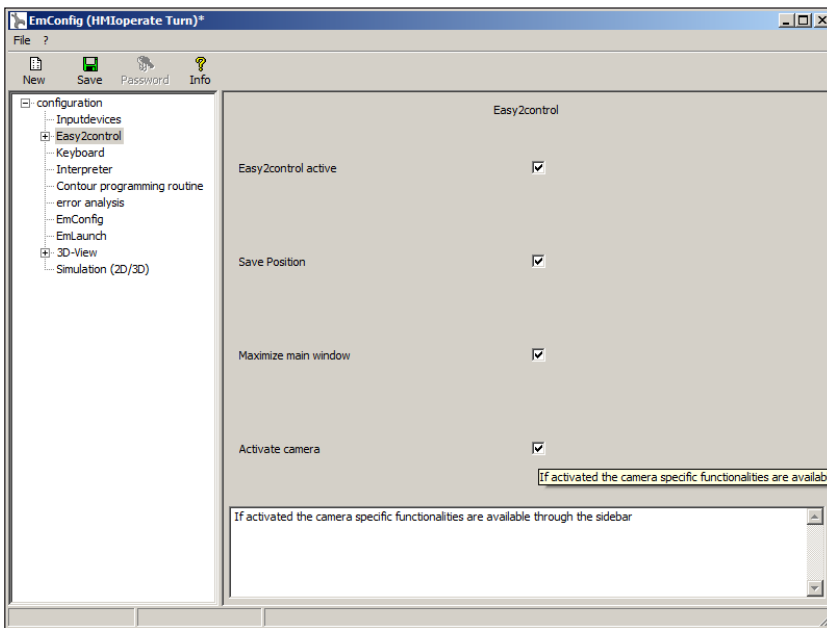 EmConfig (HMIoperate Turn)*
File ?
New Save Password Info
configuration
Inputdevices
Easy2control
Keyboard
Interpreter
Contour programming routine
error analysis
EmConfig
EmLaunch
3D-View
Simulation (2D/3D)
Easy2control
Easy2control active
Save Position
Maximize main window
Activate camera
If activated the camera specific functionalities are availab
If activated the camera specific functionalities are available through the sidebar